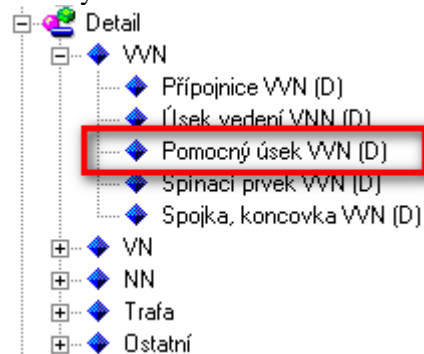 Detail
VVN
Přípojnice VVN (D)
Úsek vedení VNN (D)
Pomocný úsek VVN (D)
Spínací prvek VVN (D)
Spojka, koncovka VVN (D)
VN
NN
Trafa
Ostatní